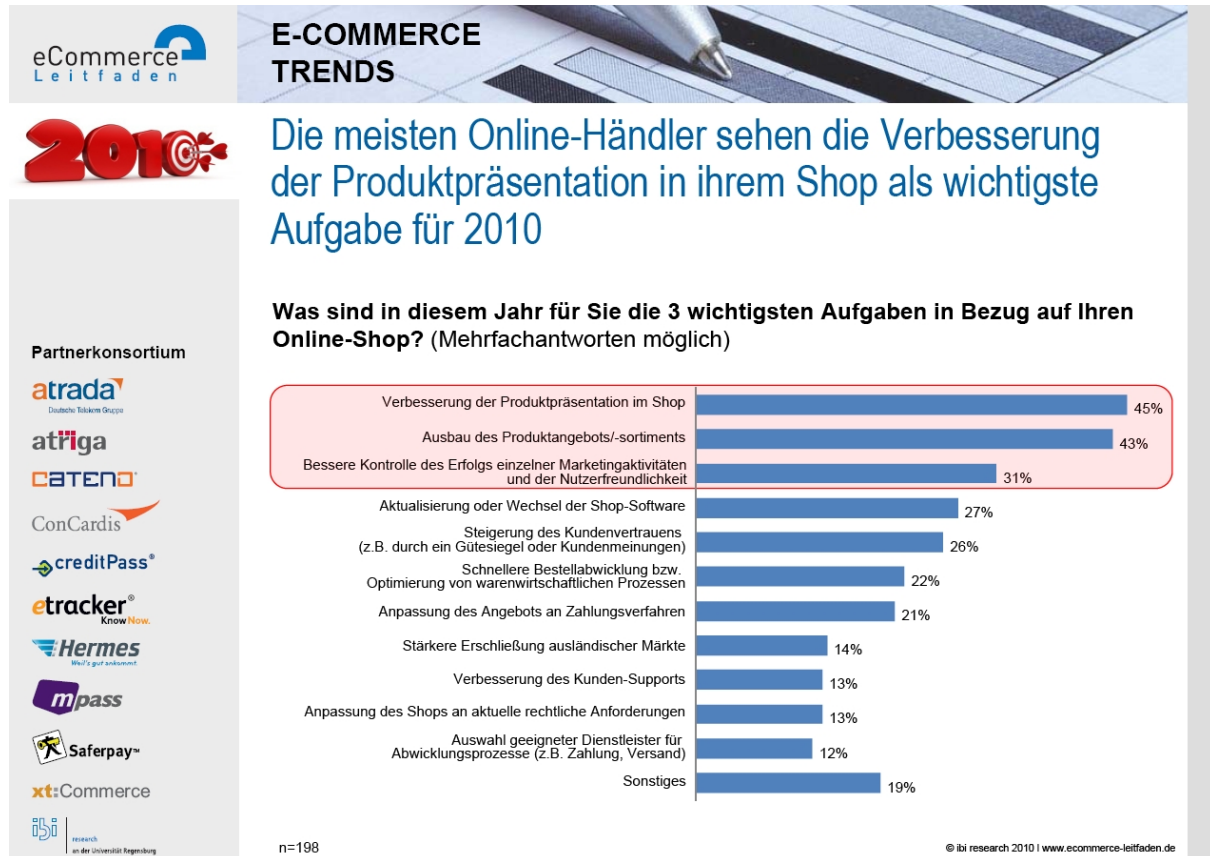 eCommerce
Leitfaden
E-COMMERCE
TRENDS
2010
Die meisten Online-Händler sehen die Verbesserung
der Produktpräsentation in ihrem Shop als wichtigste
Aufgabe für 2010
Was sind in diesem Jahr für Sie die 3 wichtigsten Aufgaben in Bezug auf Ihren
Online-Shop? (Mehrfachantworten möglich)
Partnerkonsortium
atrada
Deutsche Telekom Gruppe
atriga
CATENO
ConCardis
creditPass®
etracker®
Know Now.
Hermes
Weil's gut ankommt.
mpass
Saferpay™
xt:Commerce
ibi
research
an der Universität Regensburg
Verbesserung der Produktpräsentation im Shop 45%
Ausbau des Produktangebots/-sortiments 43%
Bessere Kontrolle des Erfolgs einzelner Marketingaktivitäten
und der Nutzerfreundlichkeit 31%
Aktualisierung oder Wechsel der Shop-Software 27%
Steigerung des Kundenvertrauens
(z.B. durch ein Gütesiegel oder Kundenmeinungen) 26%
Schnellere Bestellabwicklung bzw.
Optimierung von warenwirtschaftlichen Prozessen 22%
Anpassung des Angebots an Zahlungsverfahren 21%
Stärkere Erschließung ausländischer Märkte 14%
Verbesserung des Kunden-Supports 13%
Anpassung des Shops an aktuelle rechtliche Anforderungen 13%
Auswahl geeigneter Dienstleister für
Abwicklungsprozesse (z.B. Zahlung, Versand) 12%
Sonstiges 19%
n=198
© ibi research 2010 I www.ecommerce-leitfaden.de